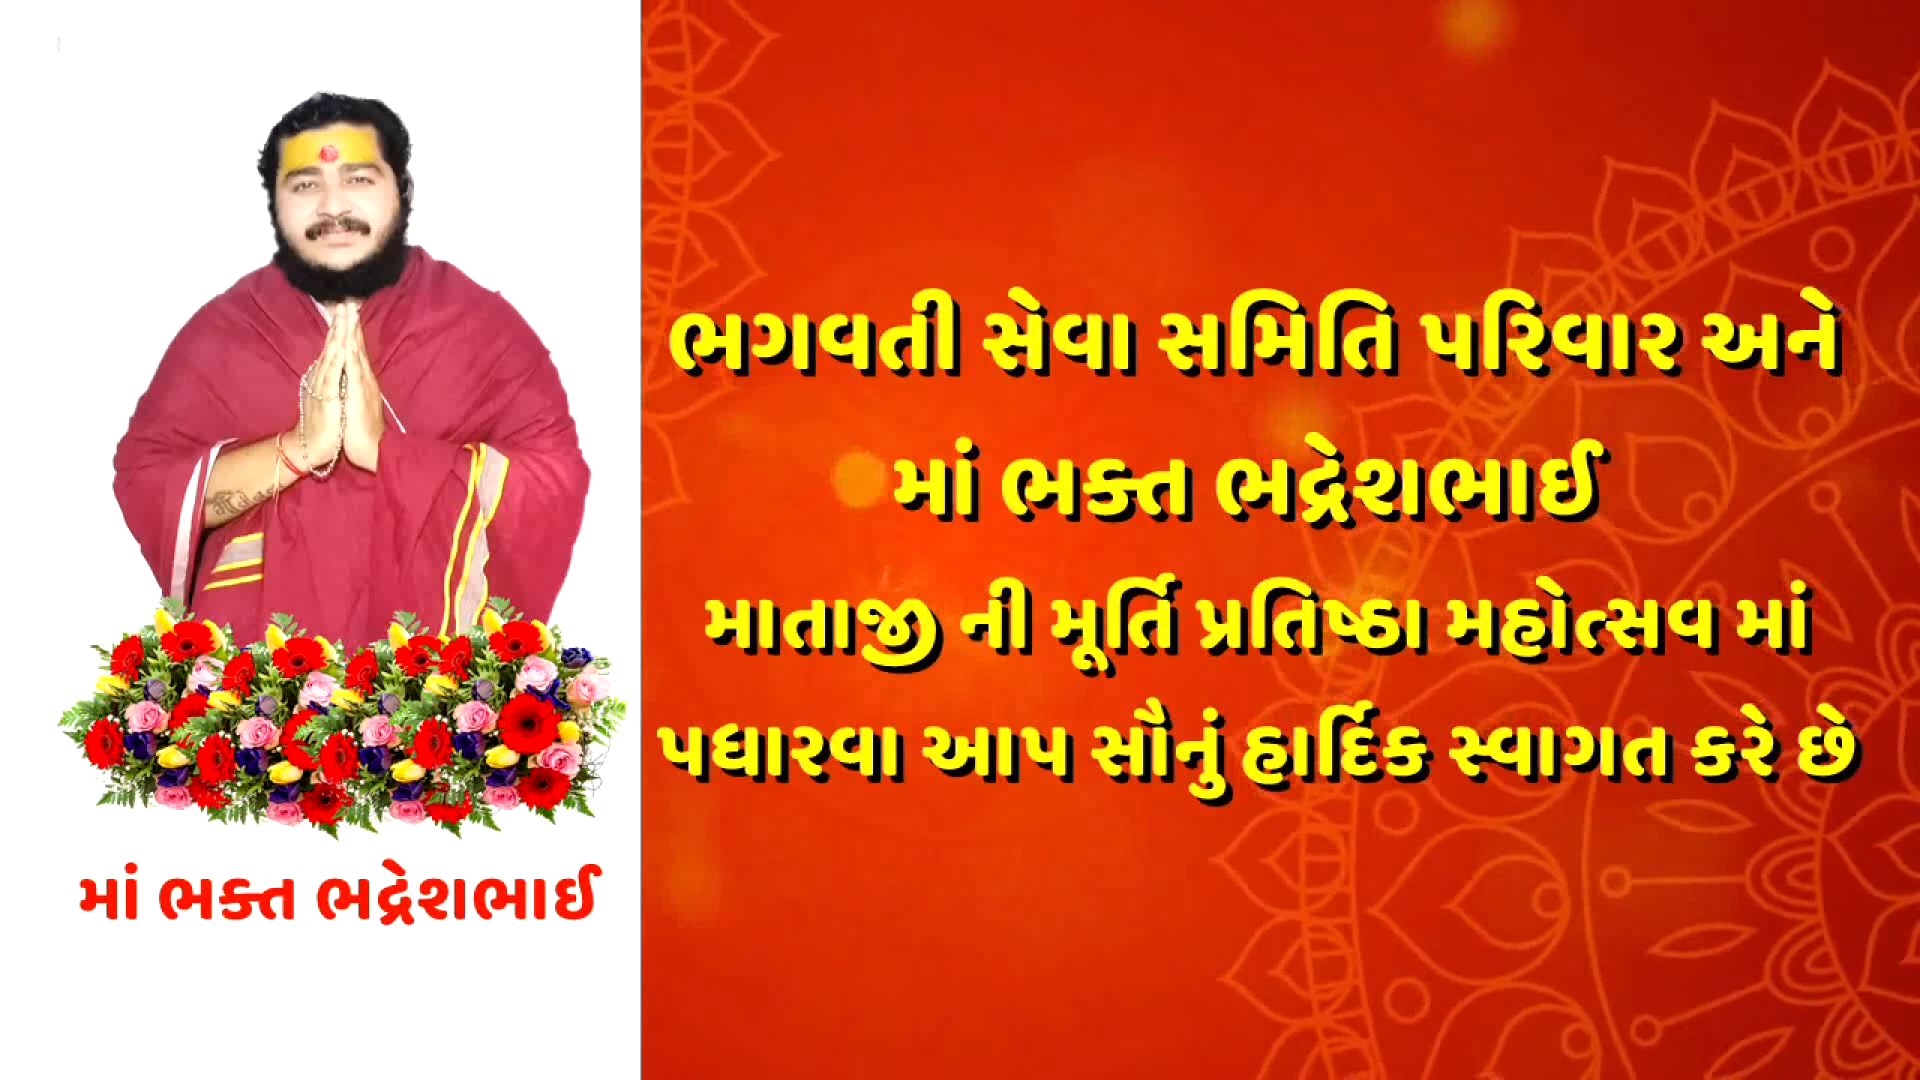 ભગવતી સેવા સમિતિ પરિવાર અને
માં ભક્ત ભદ્રેશભાઈ
માતાજી ની મૂર્તિ પ્રતિષ્ઠા મહોત્સવ માં
પધારવા આપ સૌનું હાર્દિક સ્વાગત કરે છે
માં ભક્ત ભદ્રેશભાઈ